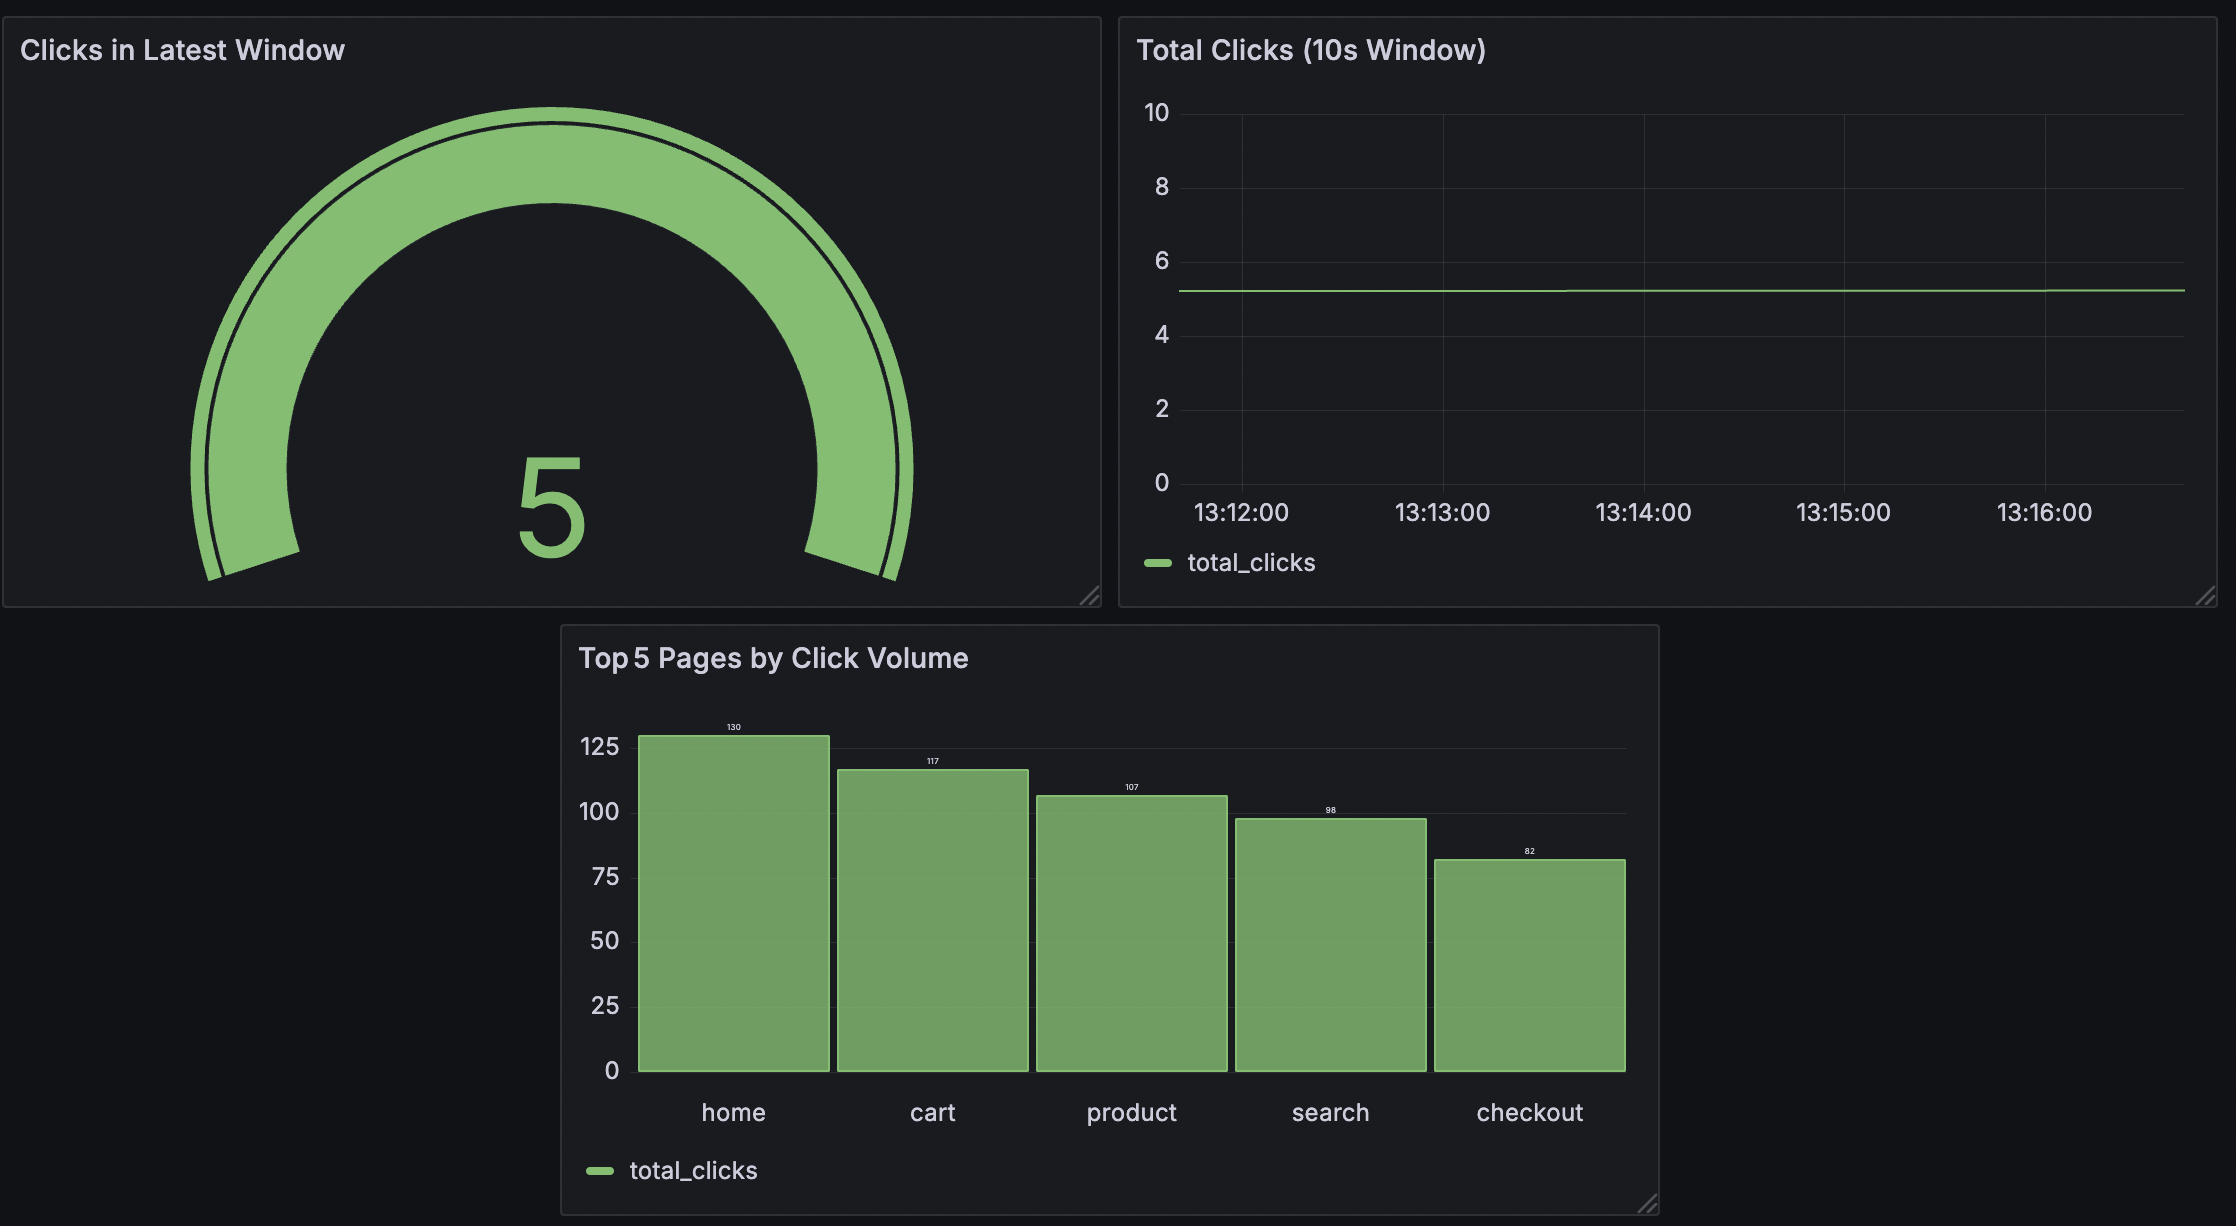 Clicks in Latest Window
5
Total Clicks (10s Window)
10
8
6
4
2
0
13:12:00 13:13:00 13:14:00 13:15:00 13:16:00
total_clicks
Top 5 Pages by Click Volume
125
100
75
50
25
0
130
117
107
98
82
home cart product search checkout
total_clicks